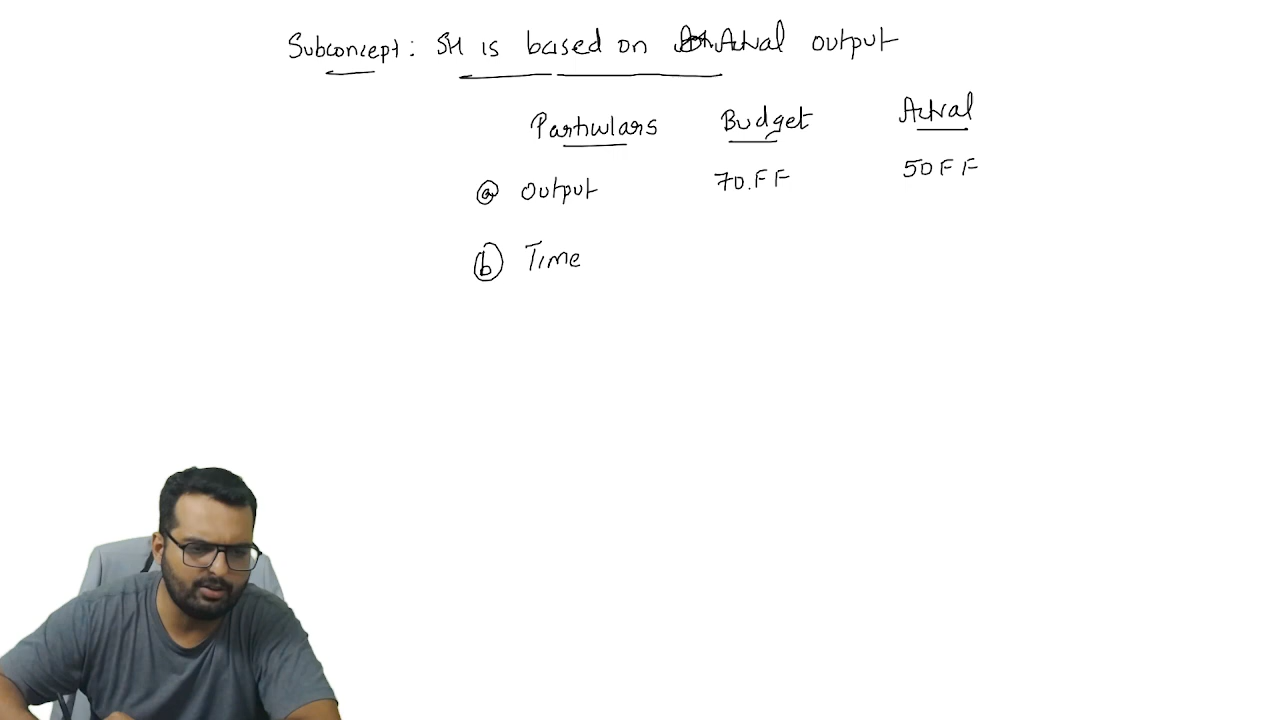 Subconcept: SH is based on Actual output
Particulars Budget Actual
a Output 70.FF 50FF
b Time